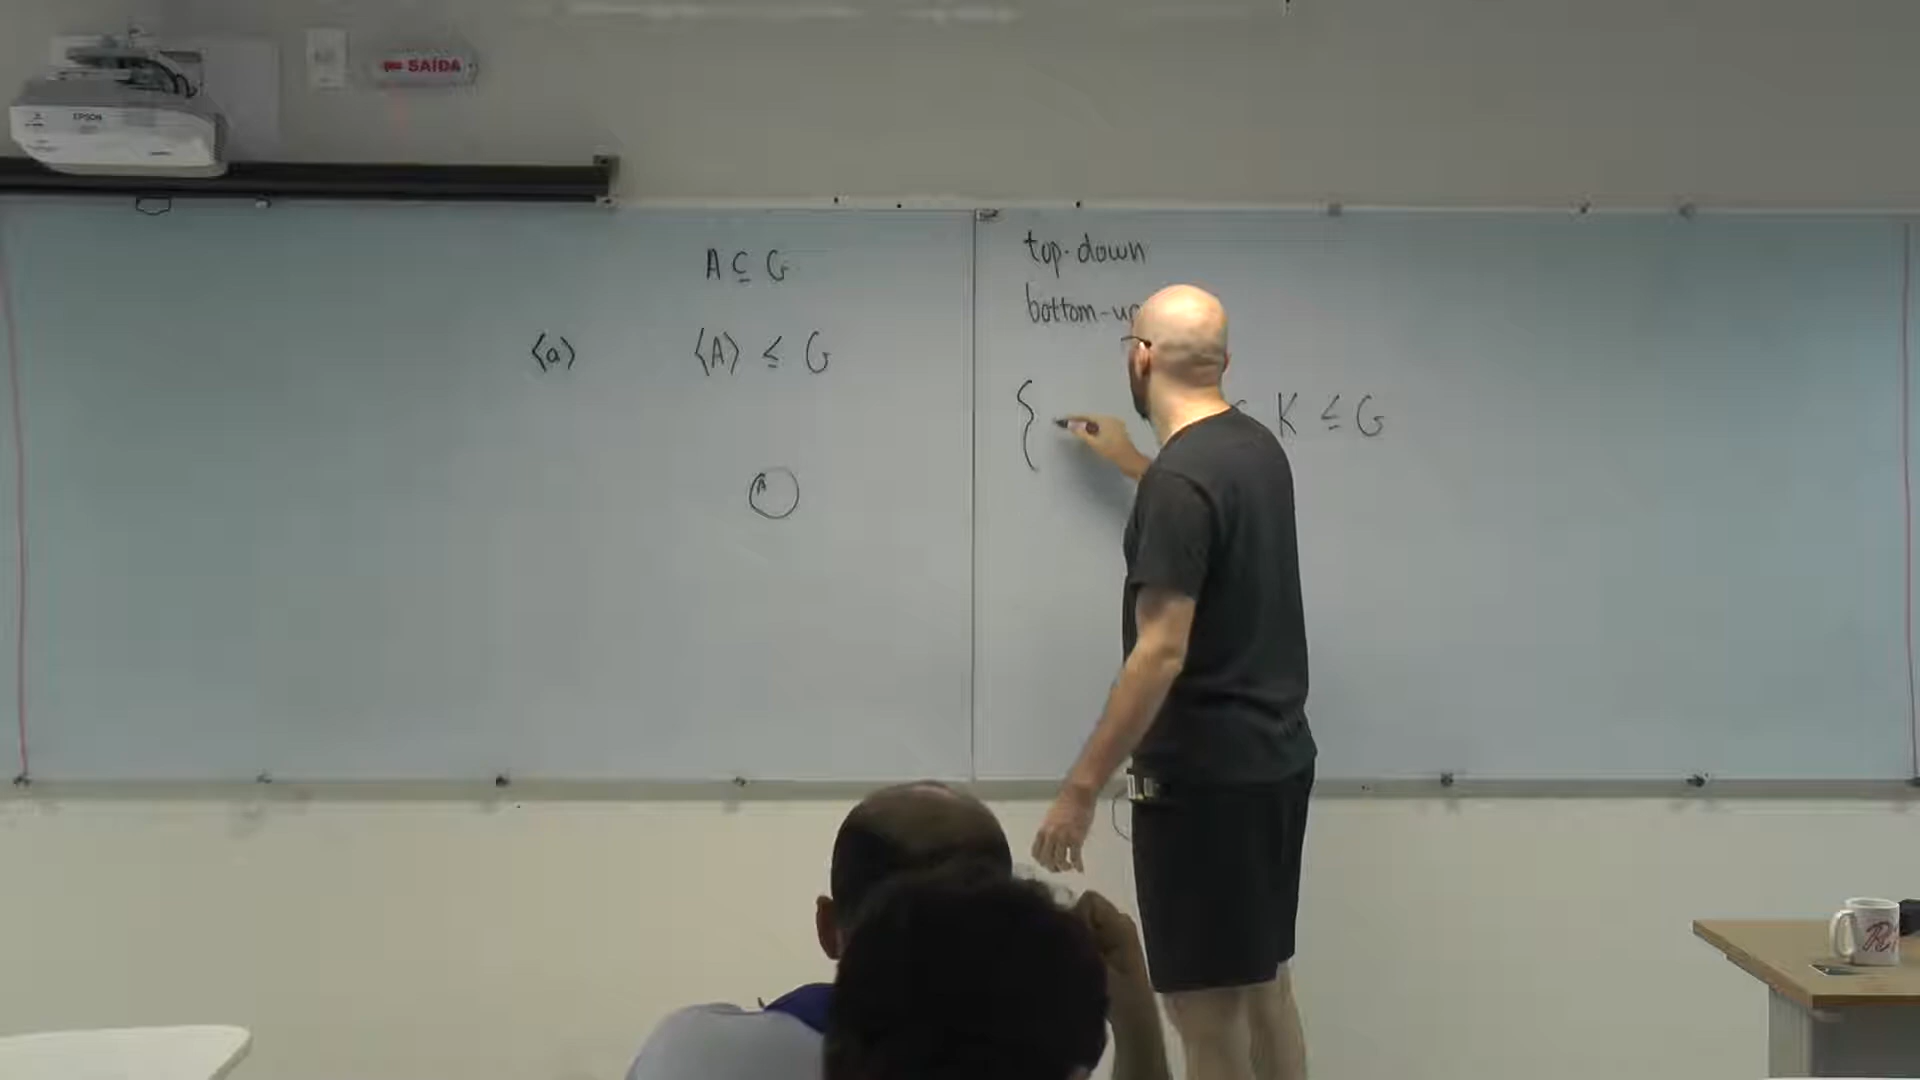 EPSON
SAÍDA
A ⊆ G
⟨a⟩ ⟨A⟩ ≤ G
A
top-down
bottom-up
{ K ≤ G